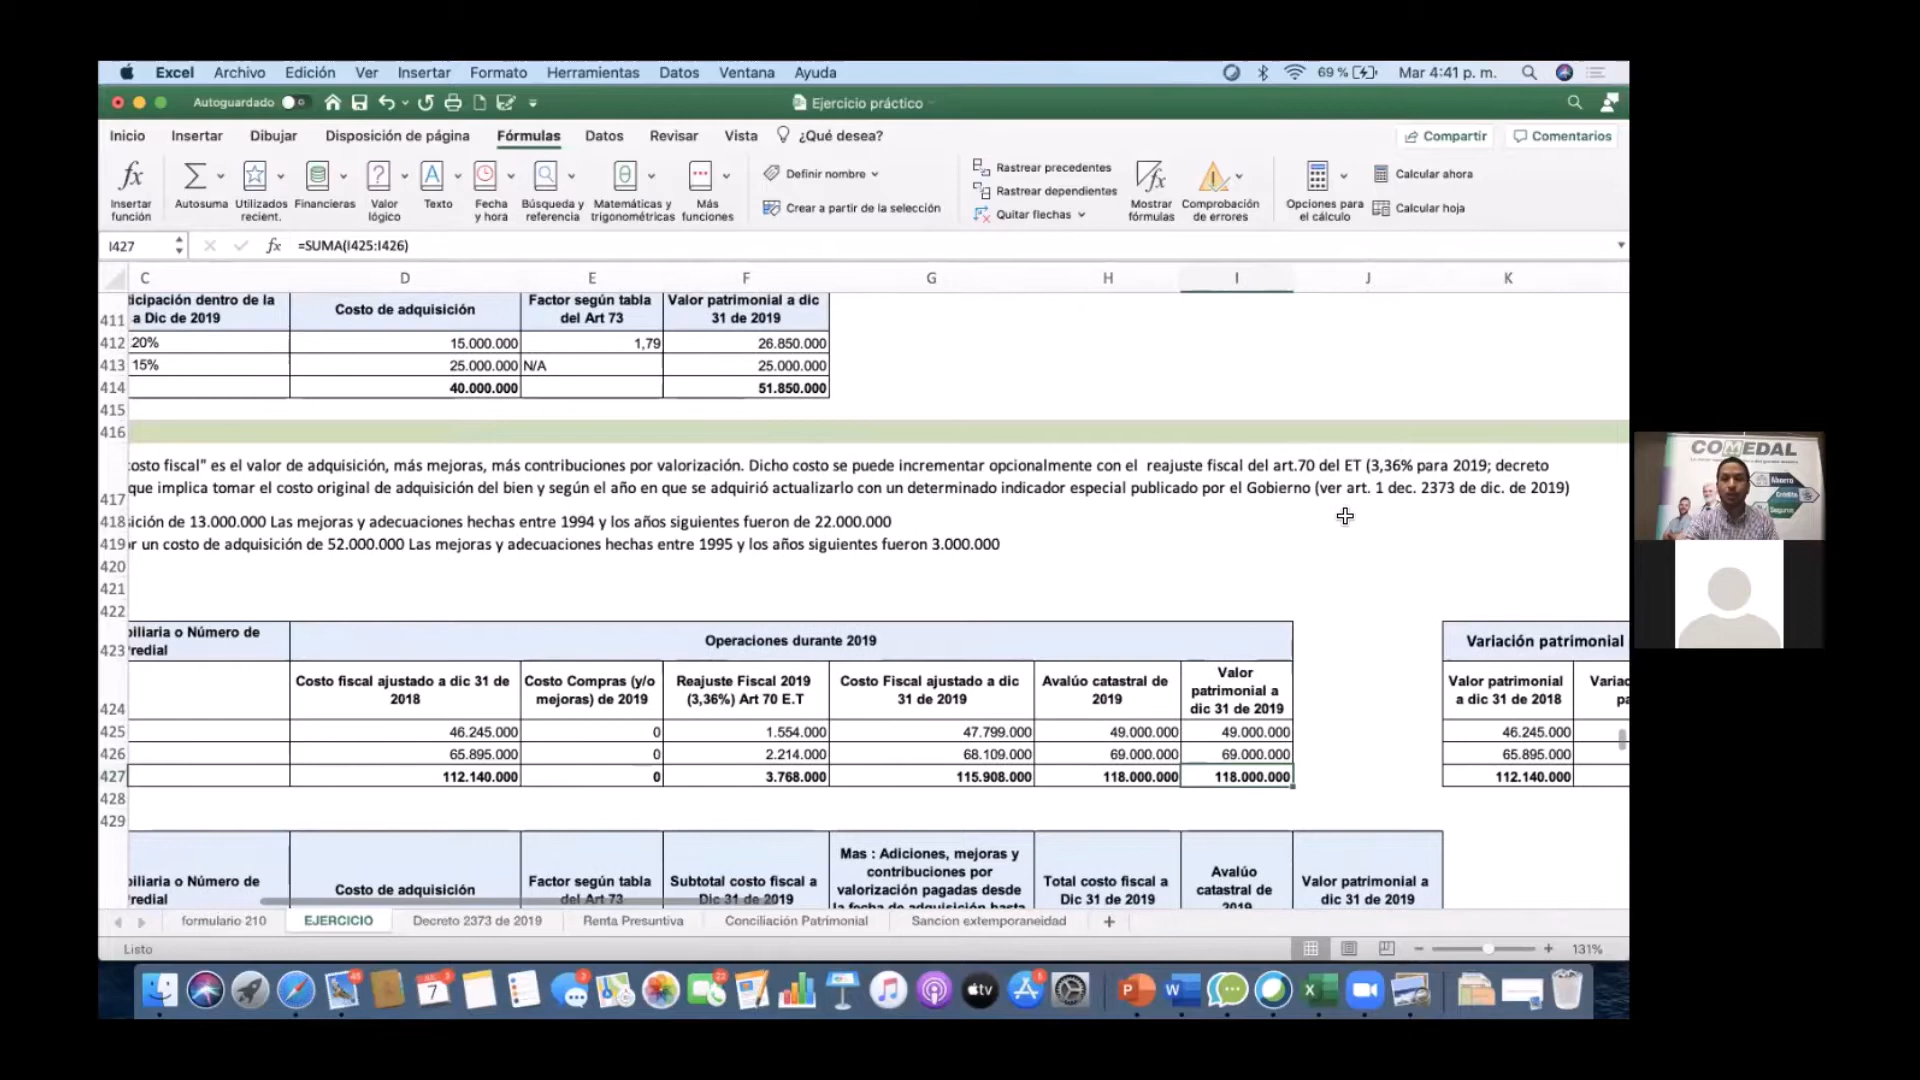 Excel Archivo Edición Ver Insertar Formato Herramientas Datos Ventana Ayuda 69 % Mar 4:41 p. m.
Autoguardado Ejercicio práctico
Inicio Insertar Dibujar Disposición de página Fórmulas Datos Revisar Vista ¿Qué desea? Compartir Comentarios
Insertar función
Autosuma
Utilizados recient.
Financieras
Valor lógico
Texto
Fecha y hora
Búsqueda y referencia
Matemáticas y trigonométricas
Más funciones
Definir nombre
Crear a partir de la selección
Rastrear precedentes
Rastrear dependientes
Quitar flechas
Mostrar fórmulas
Comprobación de errores
Opciones para el cálculo
Calcular ahora
Calcular hoja
I427 fx =SUMA(I425:I426)
C D E F G H I J K
411 ticipación dentro de la a Dic de 2019 Costo de adquisición Factor según tabla del Art 73 Valor patrimonial a dic 31 de 2019
412 20% 15.000.000 1,79 26.850.000
413 15% 25.000.000 N/A 25.000.000
414 40.000.000 51.850.000
415
416
costo fiscal" es el valor de adquisición, más mejoras, más contribuciones por valorización. Dicho costo se puede incrementar opcionalmente con el reajuste fiscal del art.70 del ET (3,36% para 2019; decreto
417 que implica tomar el costo original de adquisición del bien y según el año en que se adquirió actualizarlo con un determinado indicador especial publicado por el Gobierno (ver art. 1 dec. 2373 de dic. de 2019)
418 sición de 13.000.000 Las mejoras y adecuaciones hechas entre 1994 y los años siguientes fueron de 22.000.000
419 r un costo de adquisición de 52.000.000 Las mejoras y adecuaciones hechas entre 1995 y los años siguientes fueron 3.000.000
420
421
422
423 biliaria o Número de Predial Operaciones durante 2019 Variación patrimonial
424 Costo fiscal ajustado a dic 31 de 2018 Costo Compras (y/o mejoras) de 2019 Reajuste Fiscal 2019 (3,36%) Art 70 E.T Costo Fiscal ajustado a dic 31 de 2019 Avalúo catastral de 2019 Valor patrimonial a dic 31 de 2019 Valor patrimonial a dic 31 de 2018 Variac pa
425 46.245.000 0 1.554.000 47.799.000 49.000.000 49.000.000 46.245.000
426 65.895.000 0 2.214.000 68.109.000 69.000.000 69.000.000 65.895.000
427 112.140.000 0 3.768.000 115.908.000 118.000.000 118.000.000 112.140.000
428
429
biliaria o Número de Predial Costo de adquisición Factor según tabla del Art 73 Subtotal costo fiscal a Dic 31 de 2019 Mas : Adiciones, mejoras y contribuciones por valorización pagadas desde la fecha de adquisición hasta Total costo fiscal a Dic 31 de 2019 Avalúo catastral de 2019 Valor patrimonial a dic 31 de 2019
formulario 210 EJERCICIO Decreto 2373 de 2019 Renta Presuntiva Conciliación Patrimonial Sancion extemporaneidad +
Listo 131%
COMEDAL
Ahorro
Crédito
Seguros